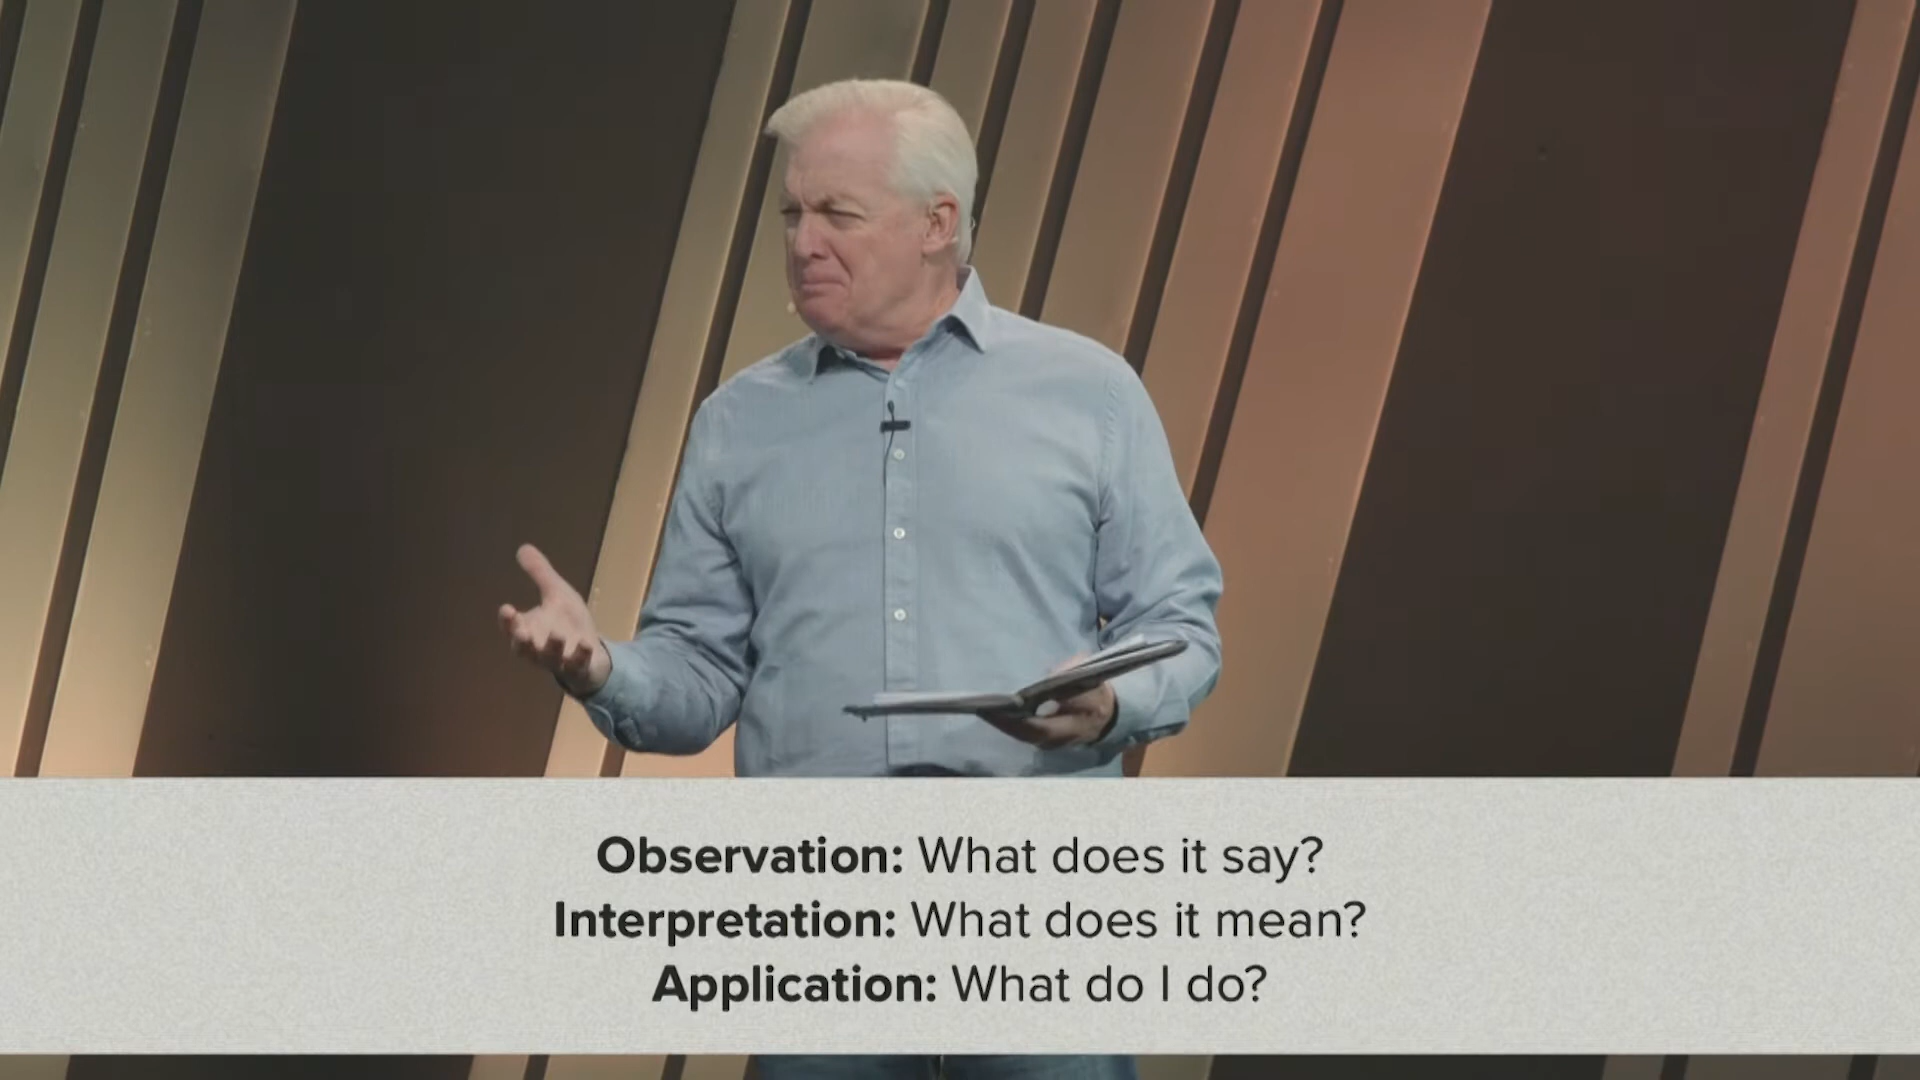 Observation: What does it say?
Interpretation: What does it mean?
Application: What do I do?